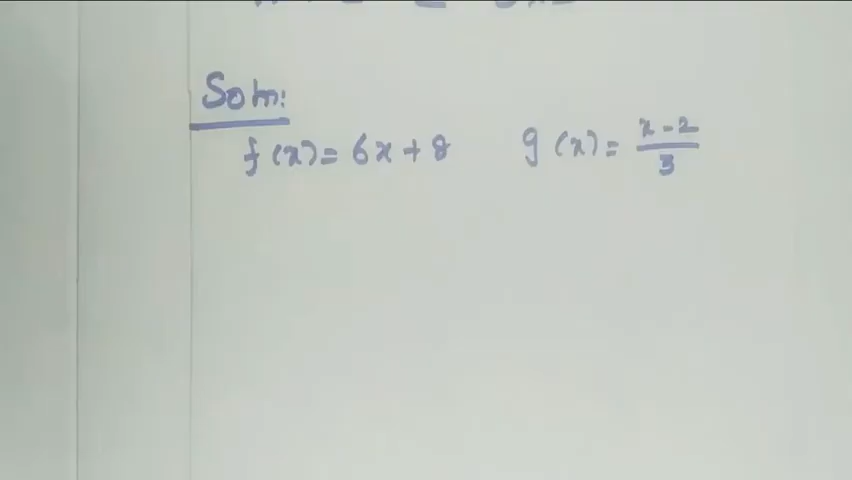 Soln:
f(x) = 6x + 8 g(x) = x - 2 / 3